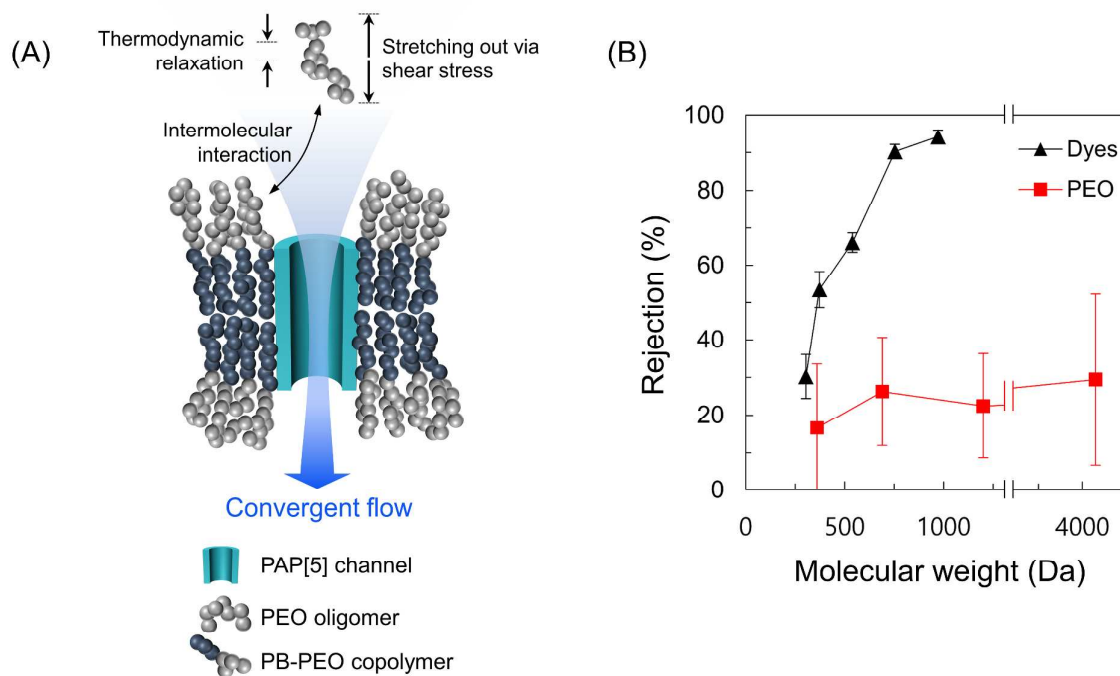 (A)
Thermodynamic
relaxation
Stretching out via
shear stress
Intermolecular
interaction
Convergent flow
PAP[5] channel
PEO oligomer
PB-PEO copolymer
(B)
100
80
60
40
20
0
Rejection (%)
Dyes
PEO
0 500 1000 4000
Molecular weight (Da)